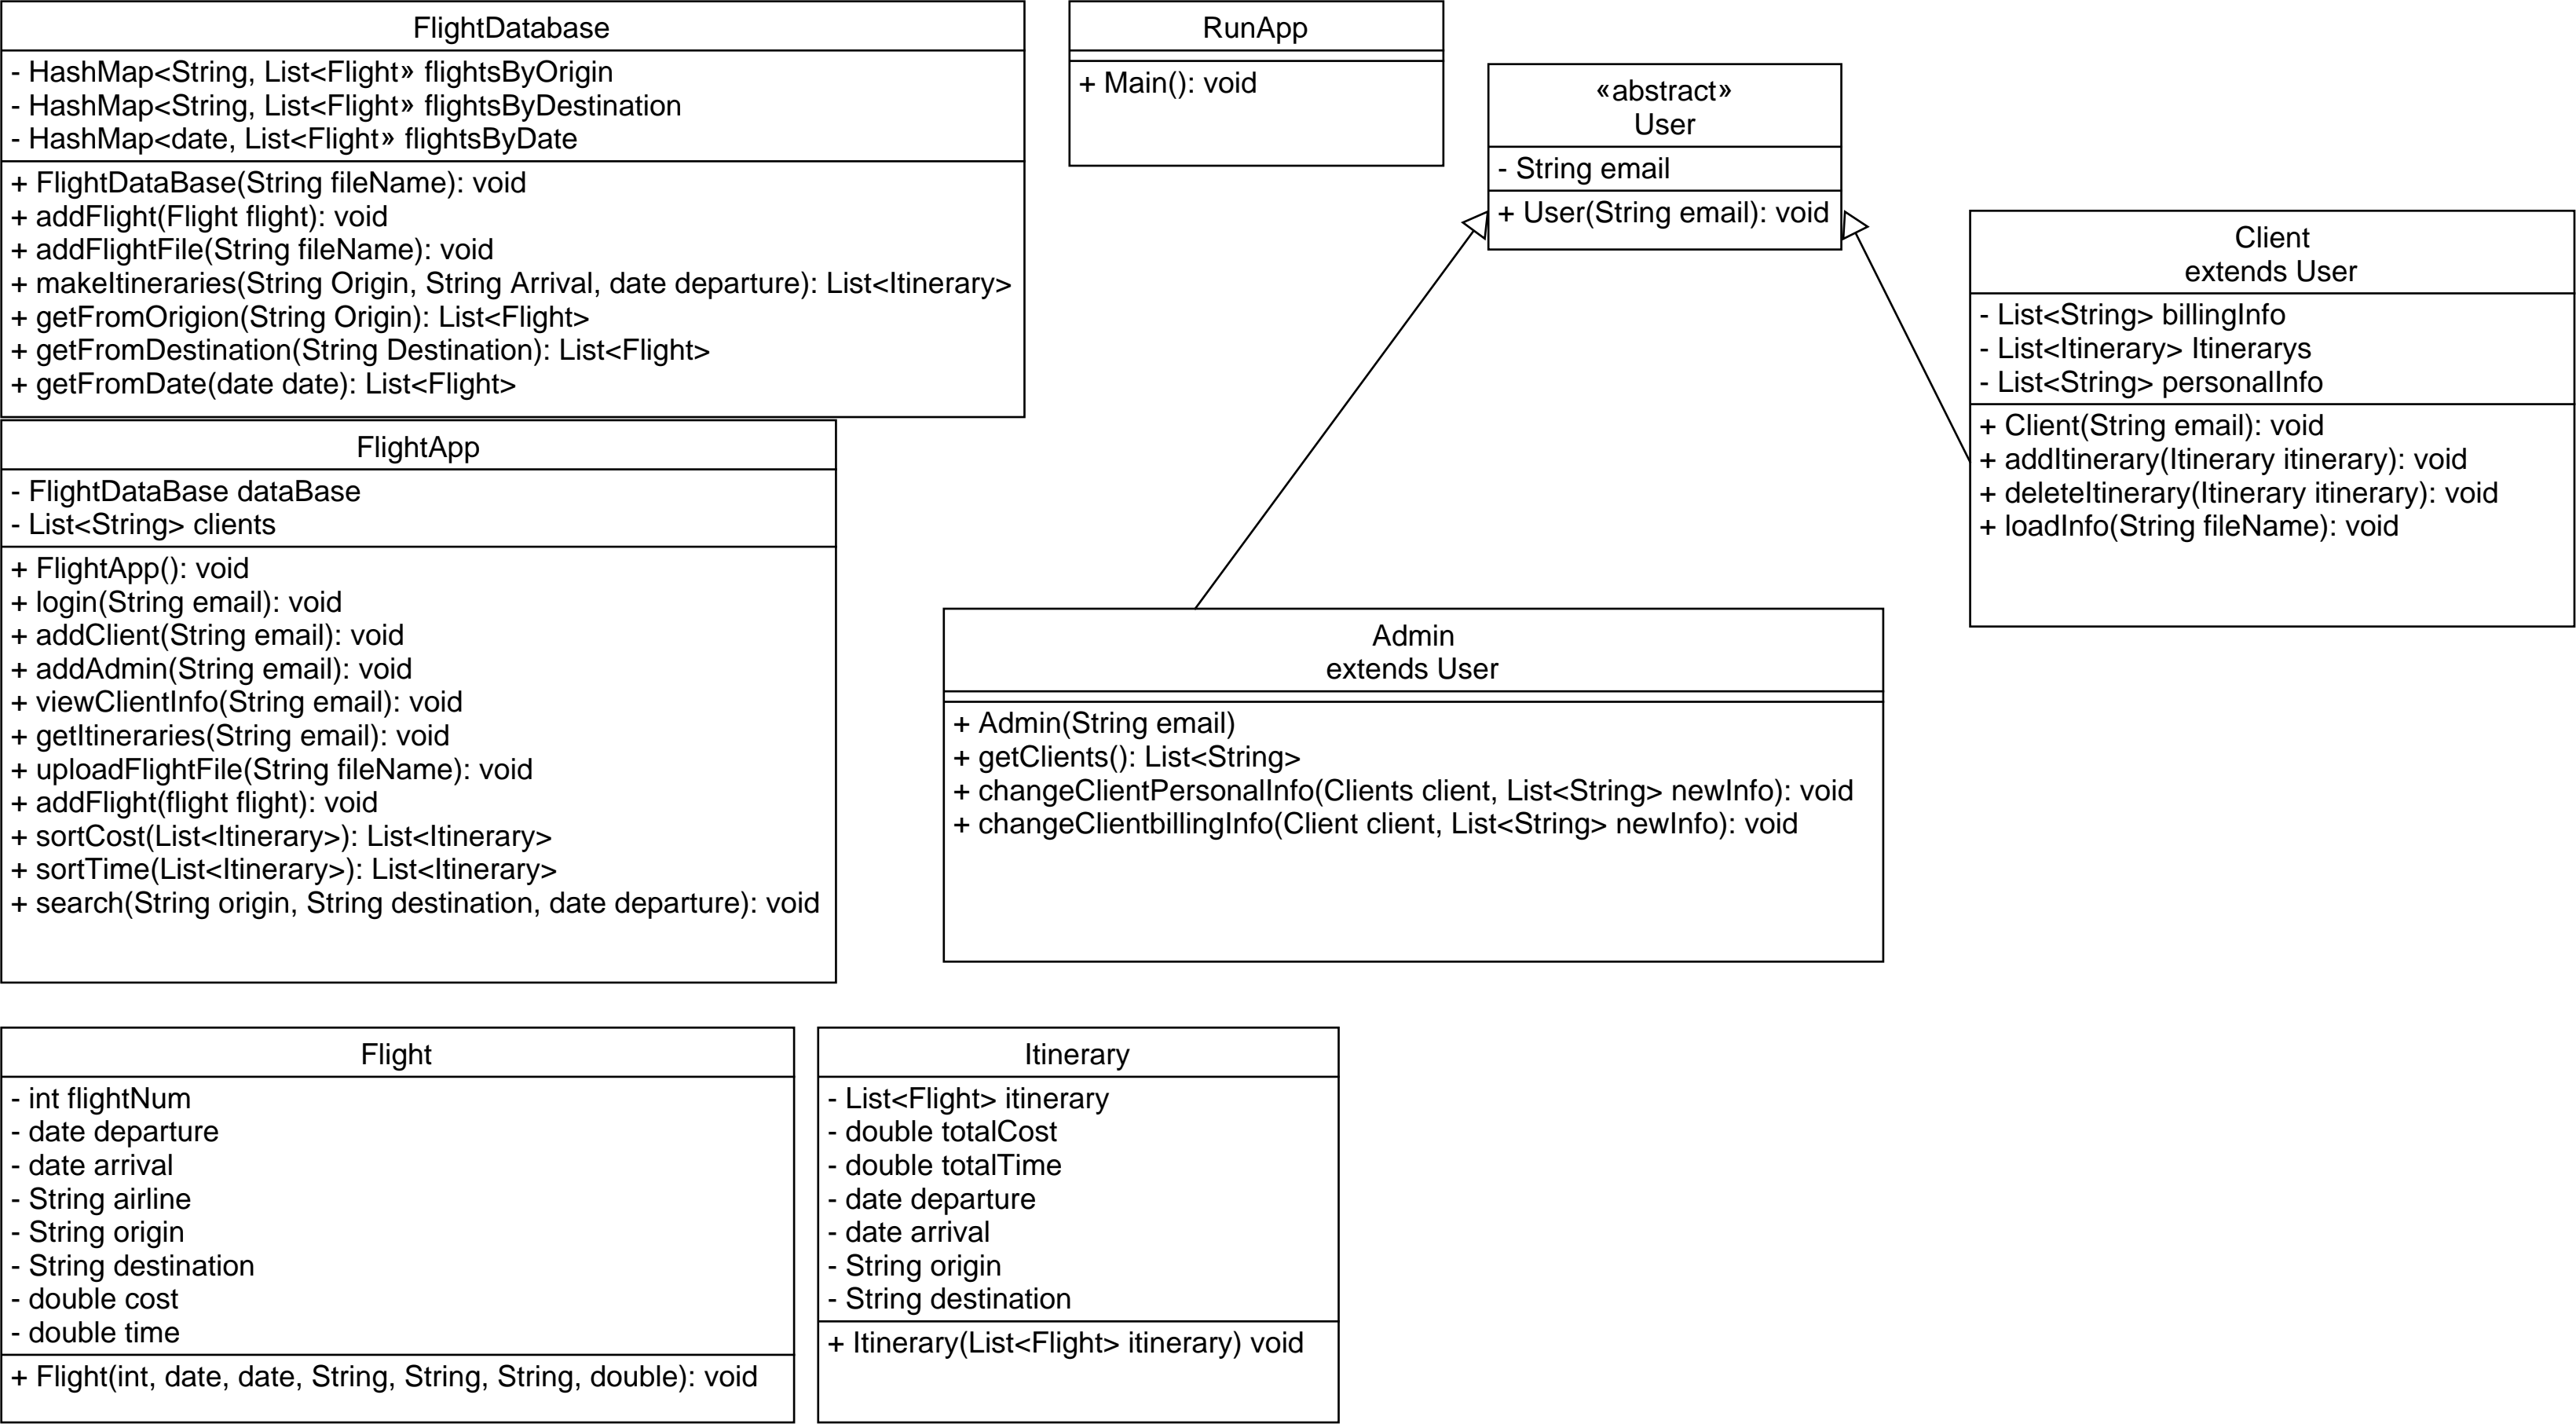 FlightDatabase
- HashMap<String, List<Flight» flightsByOrigin
- HashMap<String, List<Flight» flightsByDestination
- HashMap<date, List<Flight» flightsByDate
+ FlightDataBase(String fileName): void
+ addFlight(Flight flight): void
+ addFlightFile(String fileName): void
+ makeItineraries(String Origin, String Arrival, date departure): List<Itinerary>
+ getFromOrigion(String Origin): List<Flight>
+ getFromDestination(String Destination): List<Flight>
+ getFromDate(date date): List<Flight>
RunApp
+ Main(): void
«abstract»
User
- String email
+ User(String email): void
Client
extends User
- List<String> billingInfo
- List<Itinerary> Itinerarys
- List<String> personalInfo
+ Client(String email): void
+ addItinerary(Itinerary itinerary): void
+ deleteItinerary(Itinerary itinerary): void
+ loadInfo(String fileName): void
FlightApp
- FlightDataBase dataBase
- List<String> clients
+ FlightApp(): void
+ login(String email): void
+ addClient(String email): void
+ addAdmin(String email): void
+ viewClientInfo(String email): void
+ getItineraries(String email): void
+ uploadFlightFile(String fileName): void
+ addFlight(flight flight): void
+ sortCost(List<Itinerary>): List<Itinerary>
+ sortTime(List<Itinerary>): List<Itinerary>
+ search(String origin, String destination, date departure): void
Admin
extends User
+ Admin(String email)
+ getClients(): List<String>
+ changeClientPersonalInfo(Clients client, List<String> newInfo): void
+ changeClientbillingInfo(Client client, List<String> newInfo): void
Flight
- int flightNum
- date departure
- date arrival
- String airline
- String origin
- String destination
- double cost
- double time
+ Flight(int, date, date, String, String, String, double): void
Itinerary
- List<Flight> itinerary
- double totalCost
- double totalTime
- date departure
- date arrival
- String origin
- String destination
+ Itinerary(List<Flight> itinerary) void